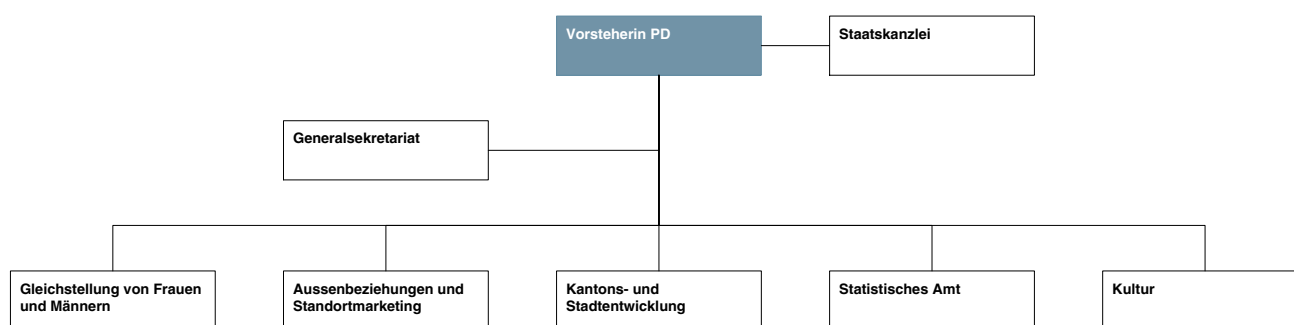 Vorsteherin PD
Staatskanzlei
Generalsekretariat
Gleichstellung von Frauen
und Männern
Aussenbeziehungen und
Standortmarketing
Kantons- und
Stadtentwicklung
Statistisches Amt
Kultur